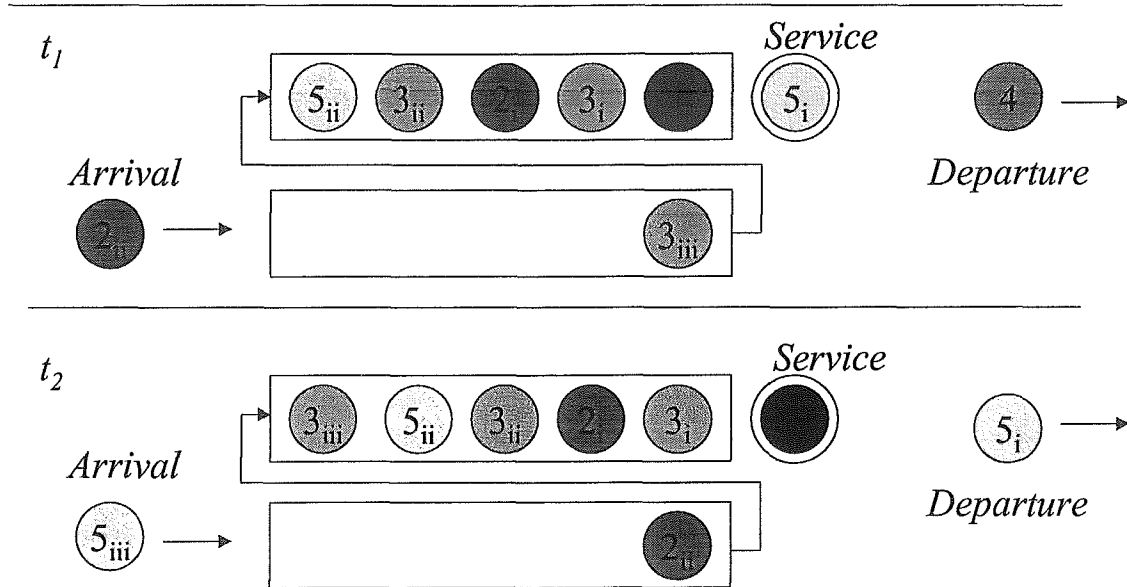 t1
Service
5ii 3ii 2i 3i 5i 4
Arrival
Departure
2ii 3iii
t2
Service
3iii 5ii 3ii 2i 3i 5i
Arrival
Departure
5iii 2ii